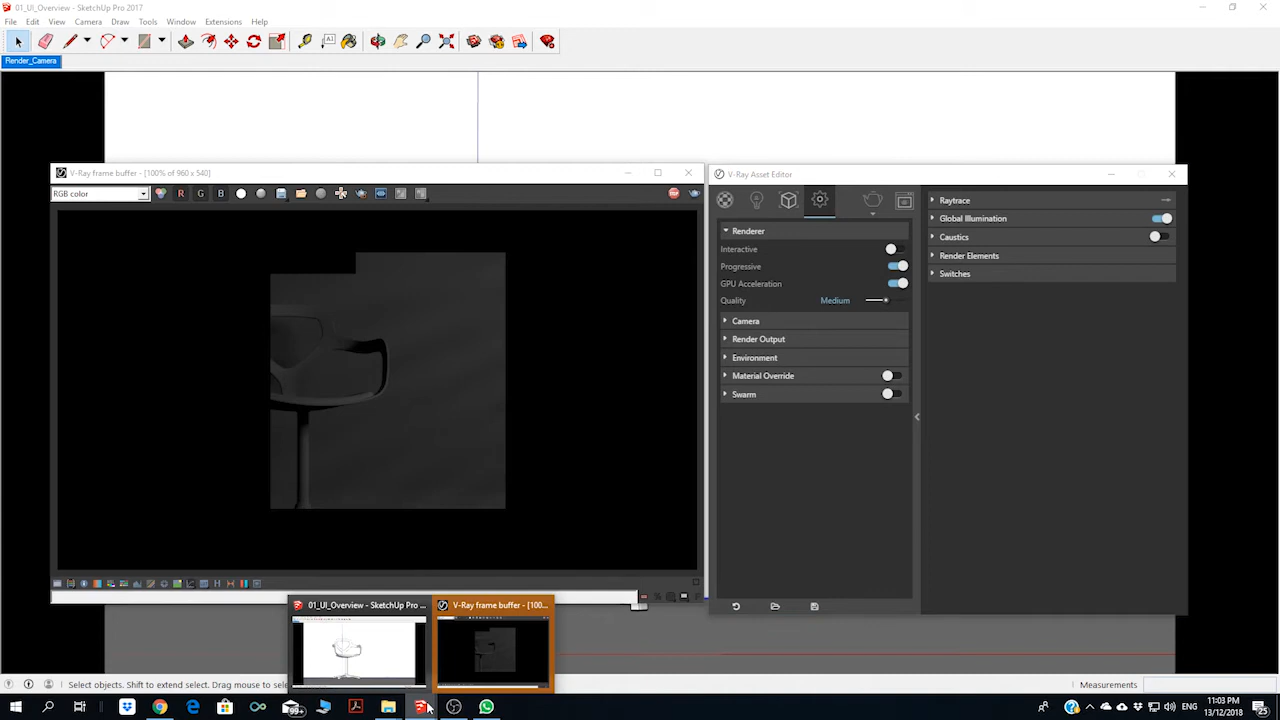 01_UI_Overview - SketchUp Pro 2017
File Edit View Camera Draw Tools Window Extensions Help
Render_Camera
V-Ray frame buffer - [100% of 960 x 540]
RGB color
R G B
V-Ray Asset Editor
Renderer
Interactive
Progressive
GPU Acceleration
Quality Medium
Camera
Render Output
Environment
Material Override
Swarm
Raytrace
Global Illumination
Caustics
Render Elements
Switches
H
01_UI_Overview - SketchUp Pro ...
V-Ray frame buffer - [100...
Select objects. Shift to extend select. Drag mouse to sele
Measurements
99+
11:03 PM
13/12/2018
25